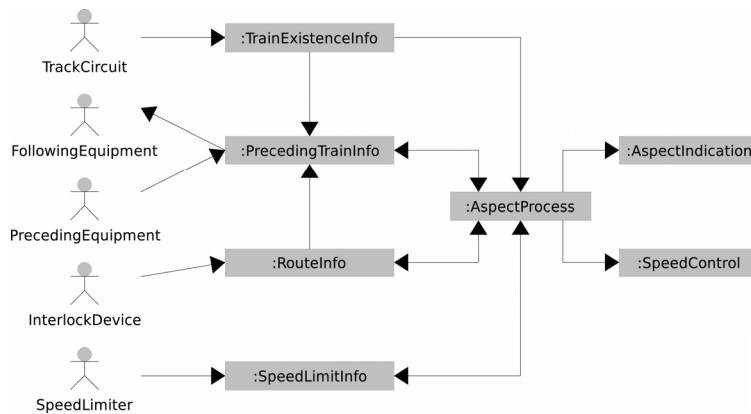 TrackCircuit
:TrainExistenceInfo
FollowingEquipment
:PrecedingTrainInfo
:AspectIndication
PrecedingEquipment
:AspectProcess
InterlockDevice
:RouteInfo
:SpeedControl
SpeedLimiter
:SpeedLimitInfo